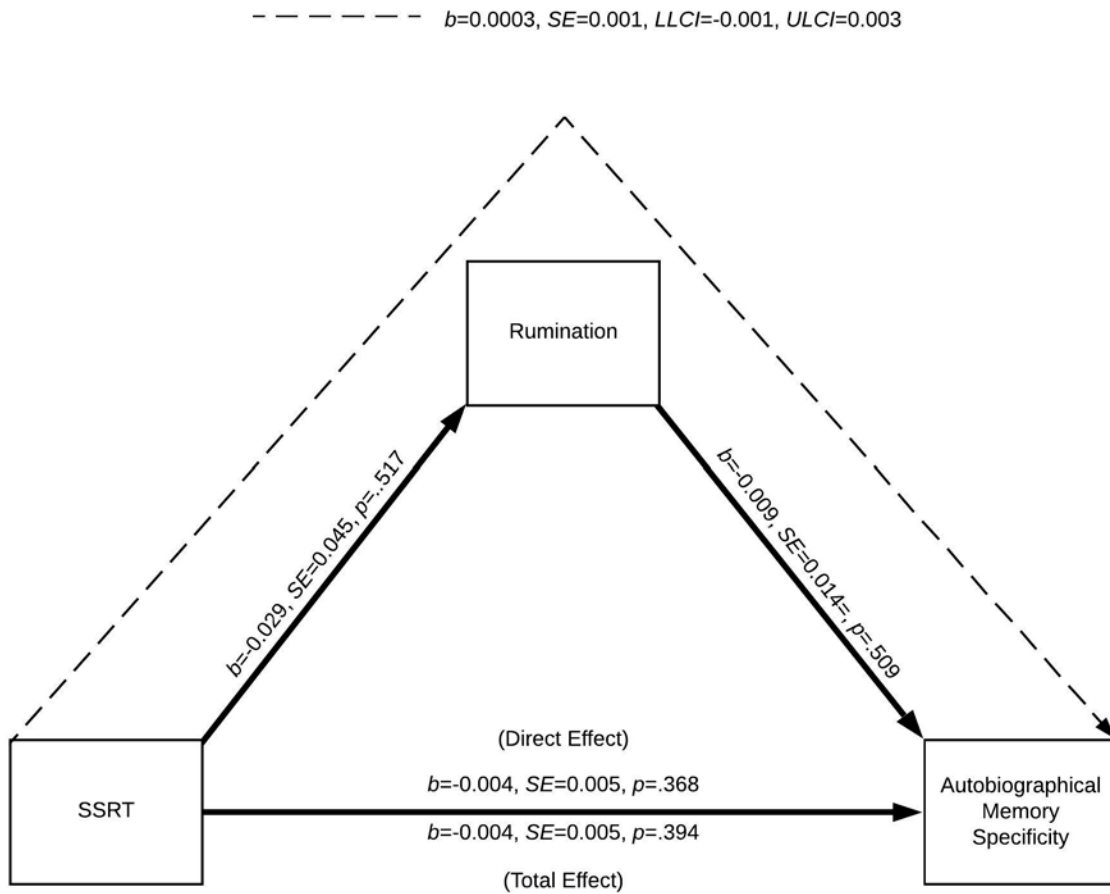 b=0.0003, SE=0.001, LLCI=-0.001, ULCI=0.003
Rumination
b=-0.029, SE=0.045, p=..517
b=-0.009, SE=0.014=, p=.509
(Direct Effect)
b=-0.004, SE=0.005, p=.368
SSRT
b=-0.004, SE=0.005, p=.394
(Total Effect)
Autobiographical
Memory
Specificity